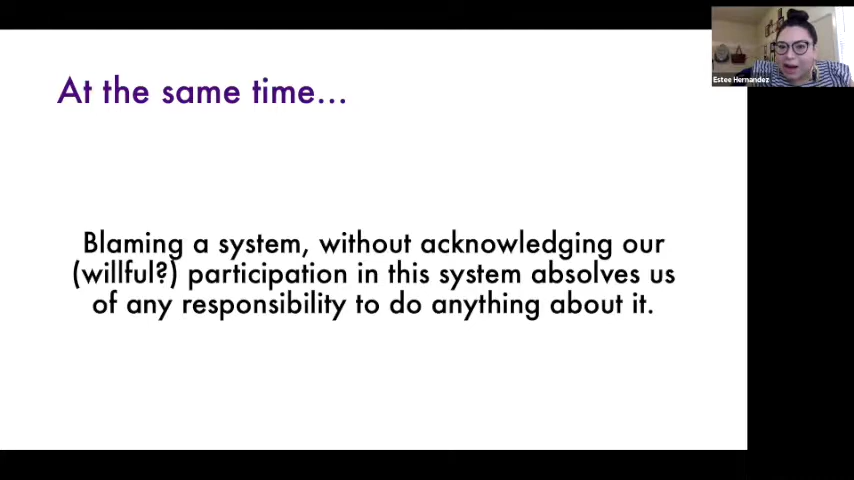 At the same time...
Blaming a system, without acknowledging our
(willful?) participation in this system absolves us
of any responsibility to do anything about it.
Estee Hernandez